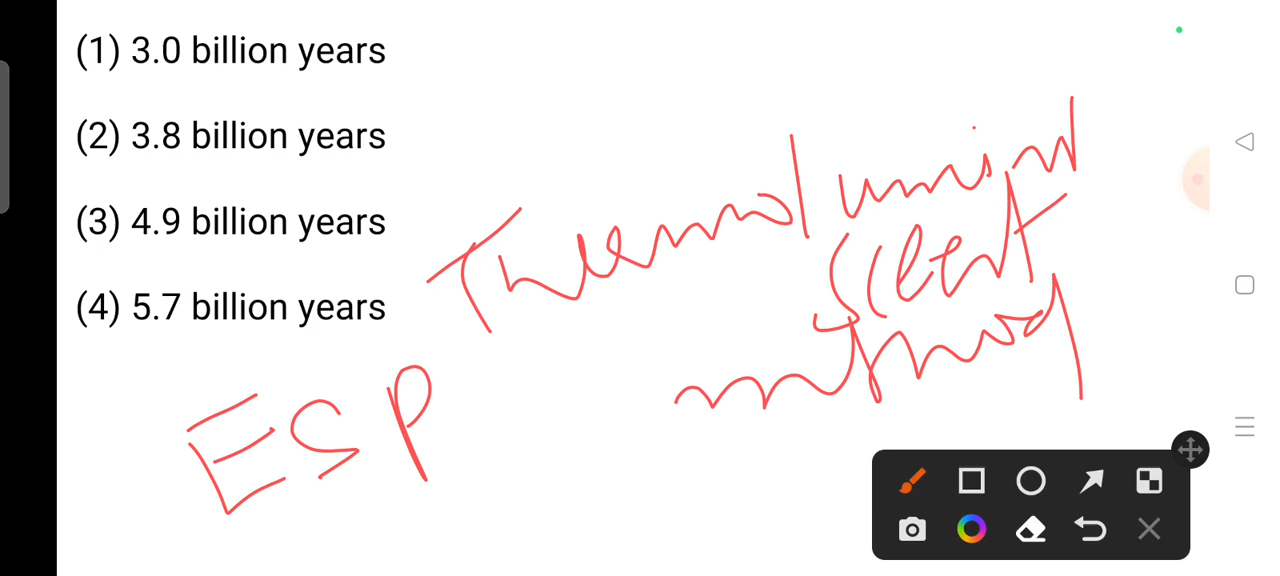 (1) 3.0 billion years
(2) 3.8 billion years
(3) 4.9 billion years
(4) 5.7 billion years
ESP